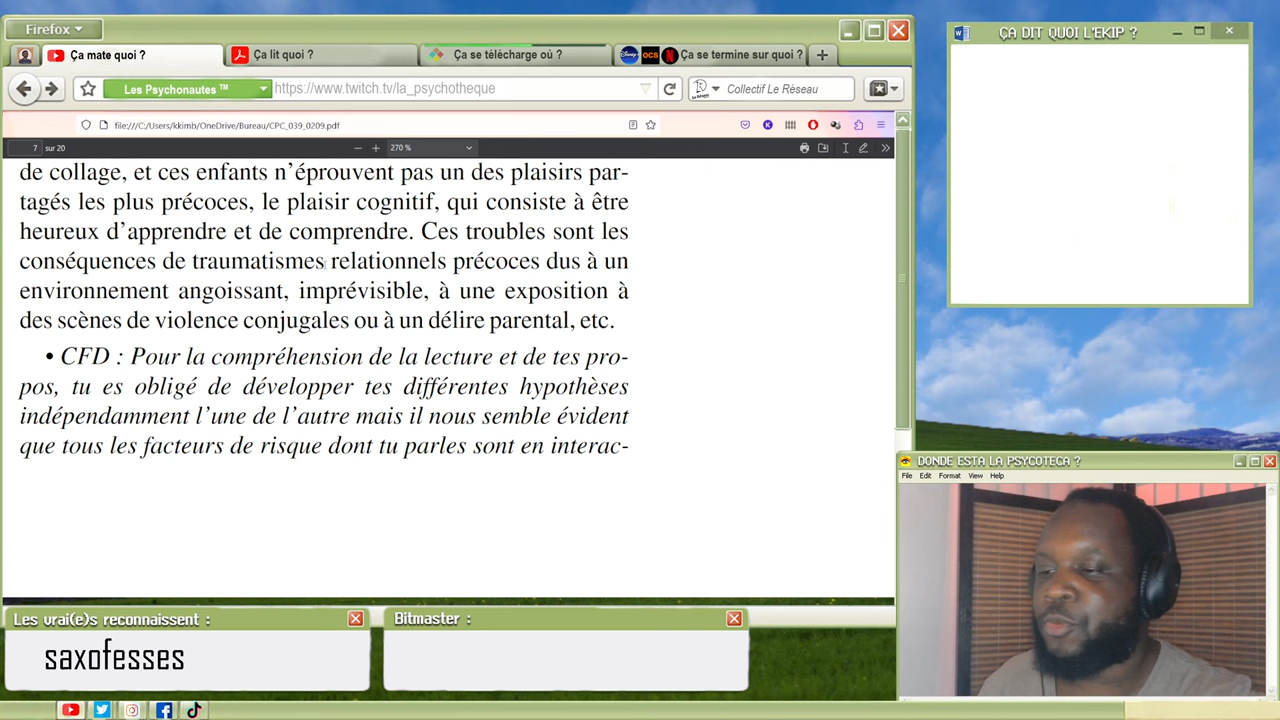 Firefox
Ça mate quoi ?
Ça lit quoi ?
Ça se télécharge où ?
Disney+
OCS
Ça se termine sur quoi ?
Les Psychonautes ™
https://www.twitch.tv/la_psychotheque
Collectif Le Rèseau
file:///C:/Users/kkimb/OneDrive/Bureau/CPC_039_0209.pdf
7 sur 20
270 %
de collage, et ces enfants n’éprouvent pas un des plaisirs par-
tagés les plus précoces, le plaisir cognitif, qui consiste à être
heureux d’apprendre et de comprendre. Ces troubles sont les
conséquences de traumatismes relationnels précoces dus à un
environnement angoissant, imprévisible, à une exposition à
des scènes de violence conjugales ou à un délire parental, etc.
• CFD : Pour la compréhension de la lecture et de tes pro-
pos, tu es obligé de développer tes différentes hypothèses
indépendamment l’une de l’autre mais il nous semble évident
que tous les facteurs de risque dont tu parles sont en interac-
Les vrai(e)s reconnaissent :
saxofesses
Bitmaster :
ÇA DIT QUOI L'EKIP ?
DONDE ESTA LA PSYCOTECA ?
File Edit Format View Help